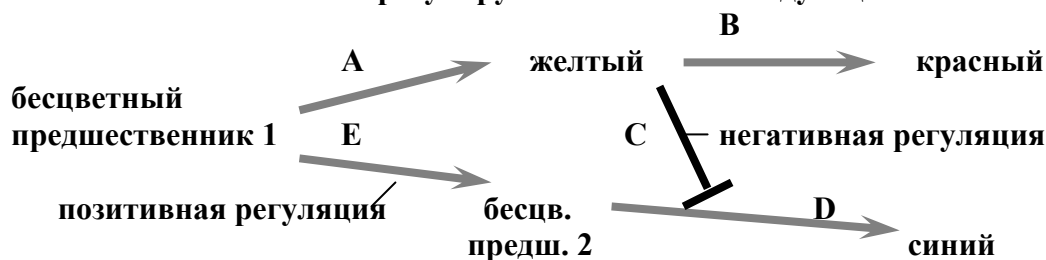 B
A желтый красный
бесцветный
предшественник 1 E C негативная регуляция
позитивная регуляция бесцв. D
предш. 2 синий